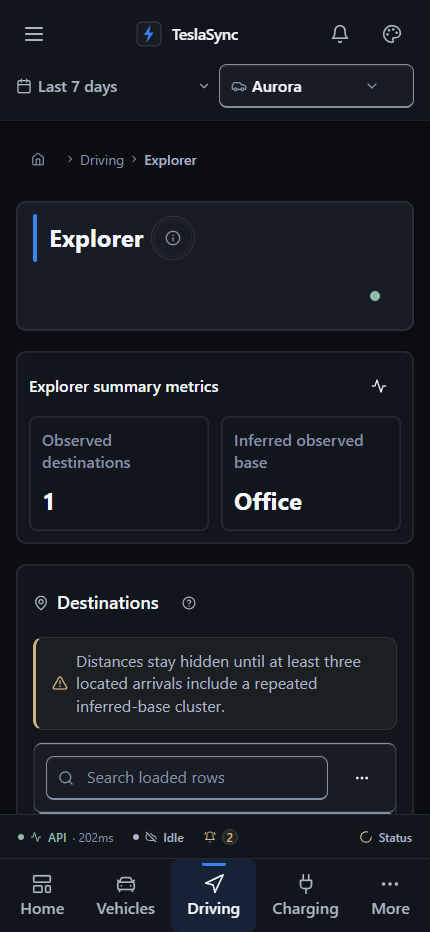 TeslaSync
Last 7 days
Aurora
Driving
Explorer
Explorer
Explorer summary metrics
Observed
destinations
1
Inferred observed
base
Office
Destinations
Distances stay hidden until at least three
located arrivals include a repeated
inferred-base cluster.
Search loaded rows
API · 202ms
Idle
2
Status
Home
Vehicles
Driving
Charging
More